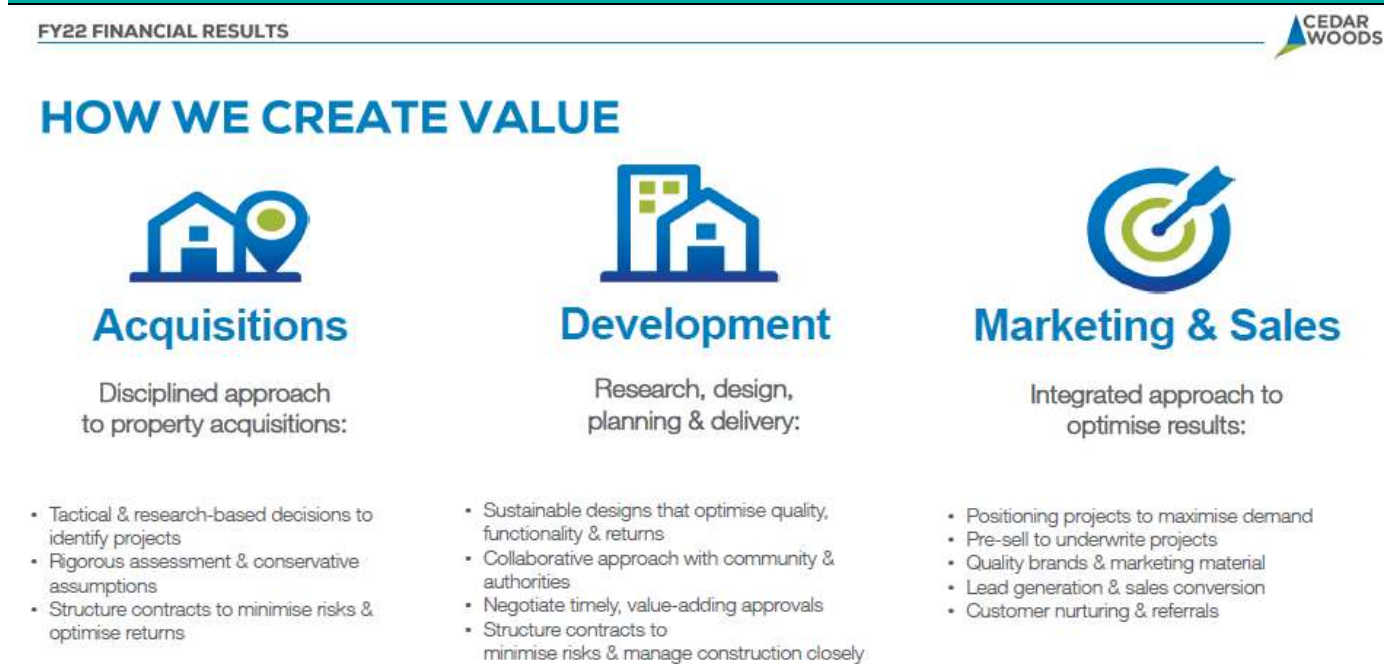 FY22 FINANCIAL RESULTS
CEDAR
WOODS
HOW WE CREATE VALUE
Acquisitions
Disciplined approach
to property acquisitions:
• Tactical & research-based decisions to
identify projects
• Rigorous assessment & conservative
assumptions
• Structure contracts to minimise risks &
optimise returns
Development
Research, design,
planning & delivery:
• Sustainable designs that optimise quality,
functionality & returns
• Collaborative approach with community &
authorities
• Negotiate timely, value-adding approvals
• Structure contracts to
minimise risks & manage construction closely
Marketing & Sales
Integrated approach to
optimise results:
• Positioning projects to maximise demand
• Pre-sell to underwrite projects
• Quality brands & marketing material
• Lead generation & sales conversion
• Customer nurturing & referrals